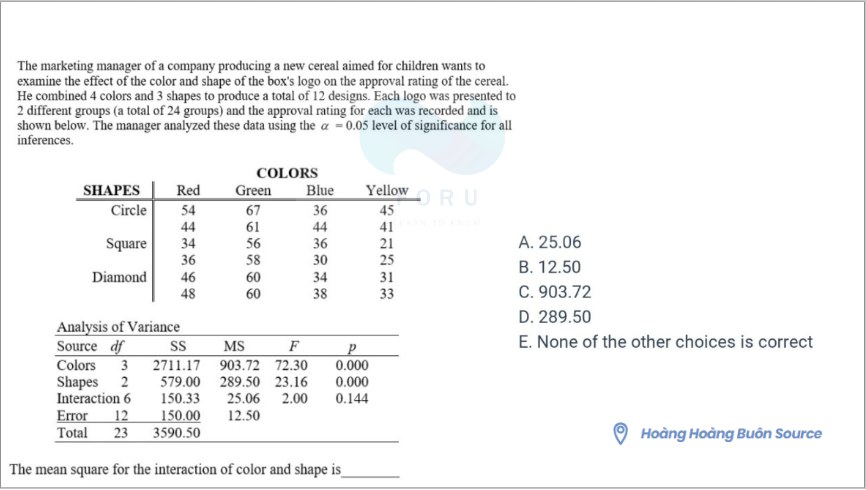 The marketing manager of a company producing a new cereal aimed for children wants to
examine the effect of the color and shape of the box's logo on the approval rating of the cereal.
He combined 4 colors and 3 shapes to produce a total of 12 designs. Each logo was presented to
2 different groups (a total of 24 groups) and the approval rating for each was recorded and is
shown below. The manager analyzed these data using the α = 0.05 level of significance for all
inferences.
COLORS
SHAPES Red Green Blue Yellow
Circle 54 67 36 45
44 61 44 41
Square 34 56 36 21
36 58 30 25
Diamond 46 60 34 31
48 60 38 33
Analysis of Variance
Source df SS MS F p
Colors 3 2711.17 903.72 72.30 0.000
Shapes 2 579.00 289.50 23.16 0.000
Interaction 6 150.33 25.06 2.00 0.144
Error 12 150.00 12.50
Total 23 3590.50
The mean square for the interaction of color and shape is________
A. 25.06
B. 12.50
C. 903.72
D. 289.50
E. None of the other choices is correct
Hoàng Hoàng Buôn Source